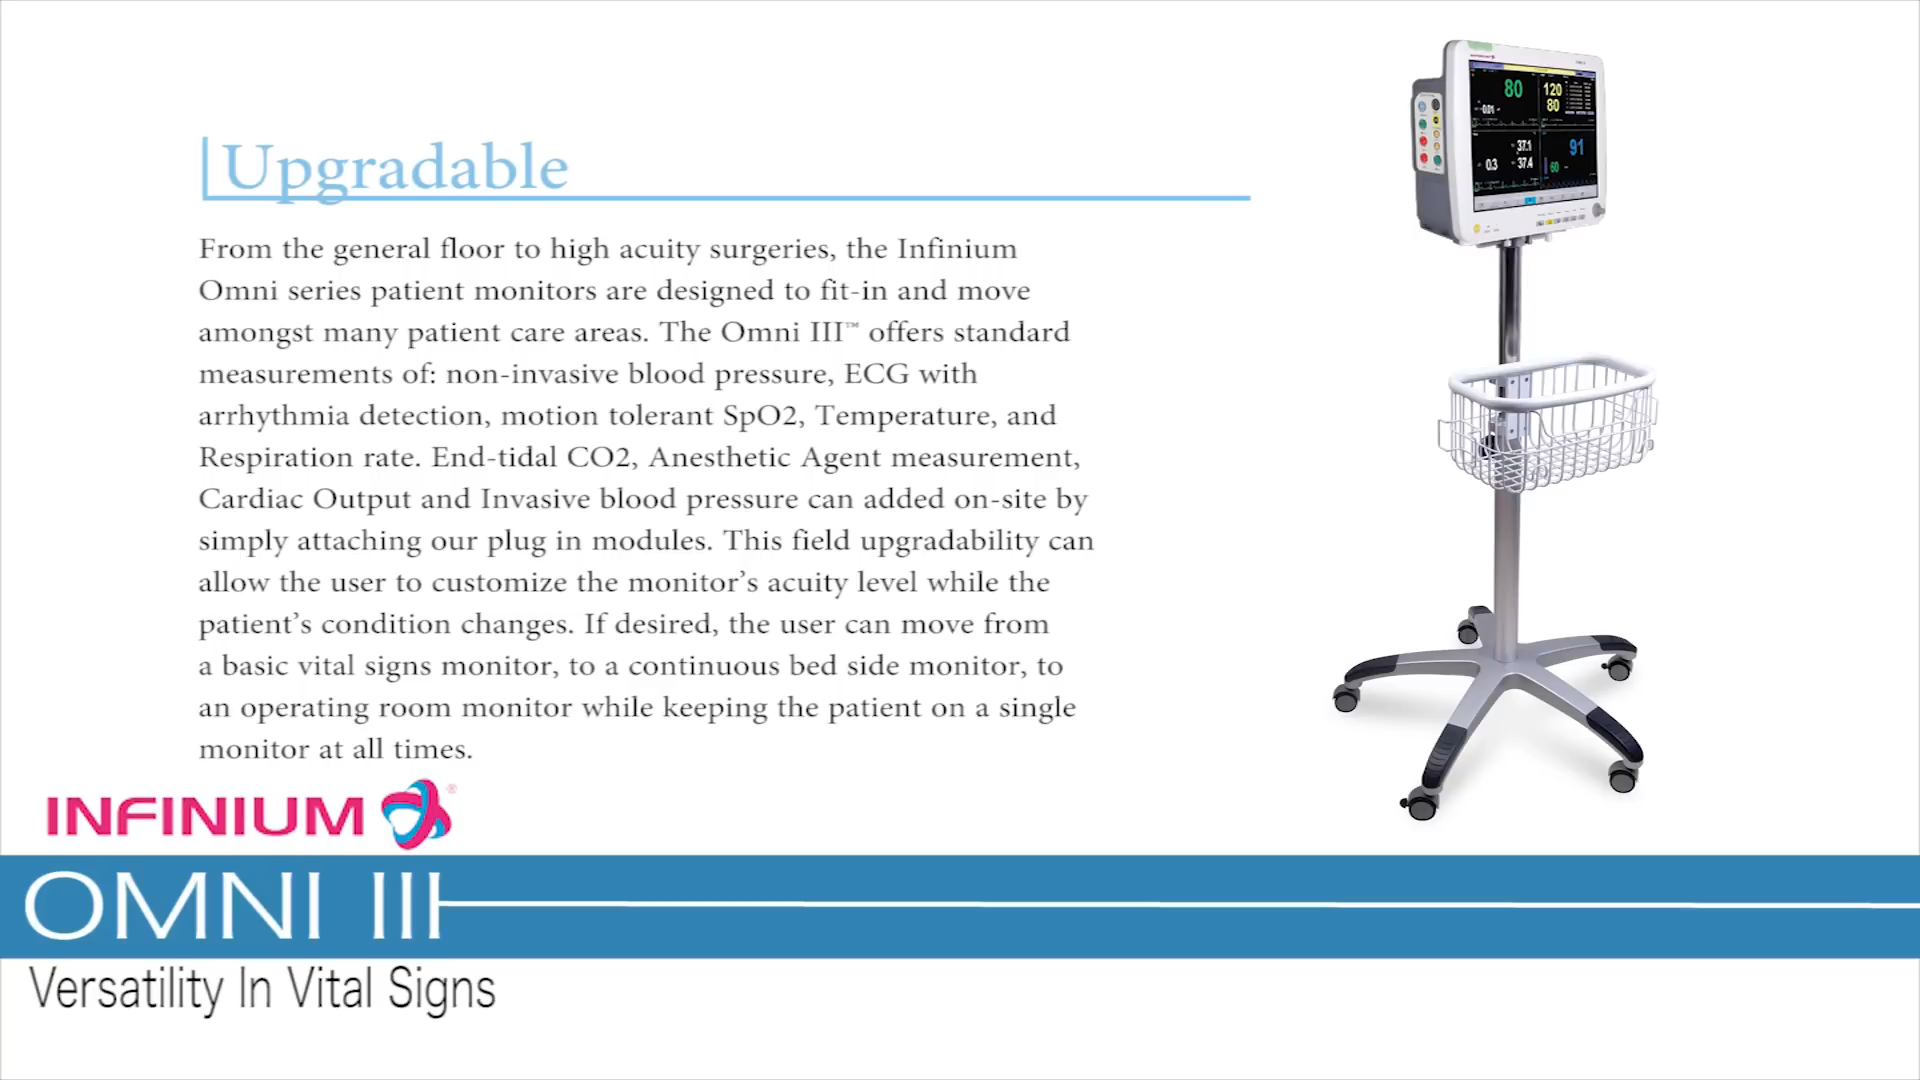 Upgradable
From the general floor to high acuity surgeries, the Infinium
Omni series patient monitors are designed to fit-in and move
amongst many patient care areas. The Omni III™ offers standard
measurements of: non-invasive blood pressure, ECG with
arrhythmia detection, motion tolerant SpO2, Temperature, and
Respiration rate. End-tidal CO2, Anesthetic Agent measurement,
Cardiac Output and Invasive blood pressure can added on-site by
simply attaching our plug in modules. This field upgradability can
allow the user to customize the monitor’s acuity level while the
patient’s condition changes. If desired, the user can move from
a basic vital signs monitor, to a continuous bed side monitor, to
an operating room monitor while keeping the patient on a single
monitor at all times.
80
120
80
0.01
37.1
37.4
0.3
91
60
INFINIUM ®
OMNI III
Versatility In Vital Signs